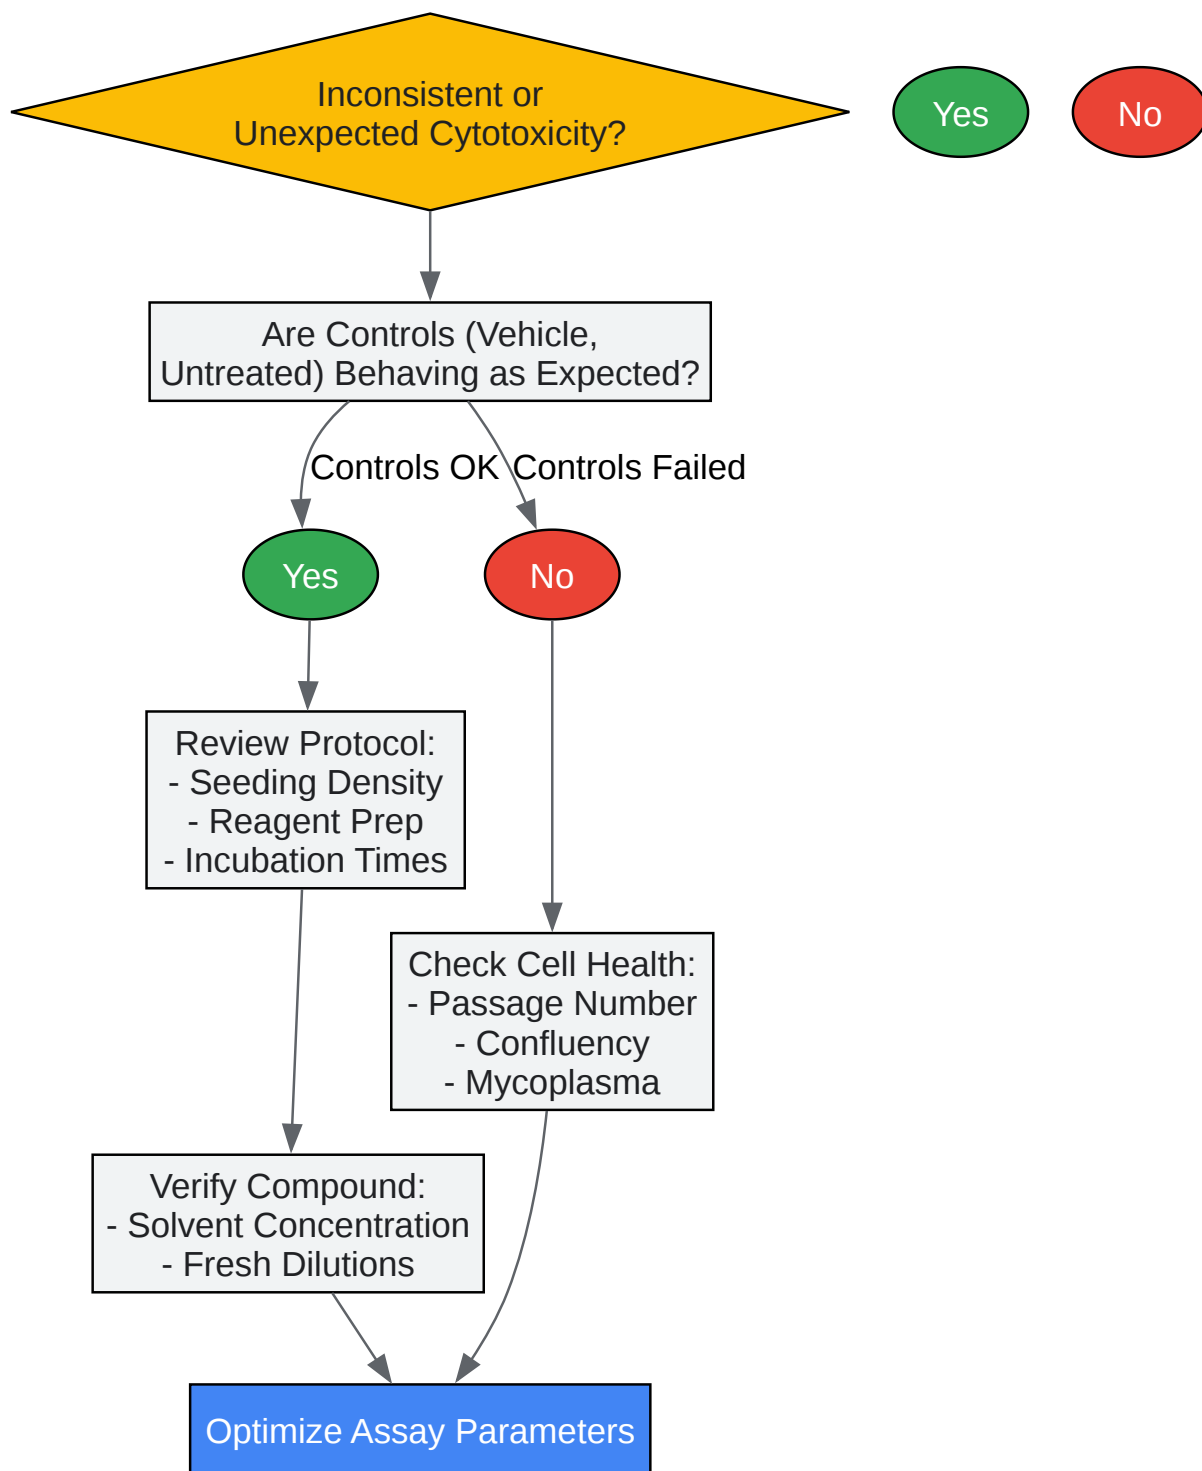 Inconsistent or
Unexpected Cytotoxicity?
Yes
No
Are Controls (Vehicle,
Untreated) Behaving as Expected?
Controls OK
Controls Failed
Yes
No
Review Protocol:
- Seeding Density
- Reagent Prep
- Incubation Times
Check Cell Health:
- Passage Number
- Confluency
- Mycoplasma
Verify Compound:
- Solvent Concentration
- Fresh Dilutions
Optimize Assay Parameters